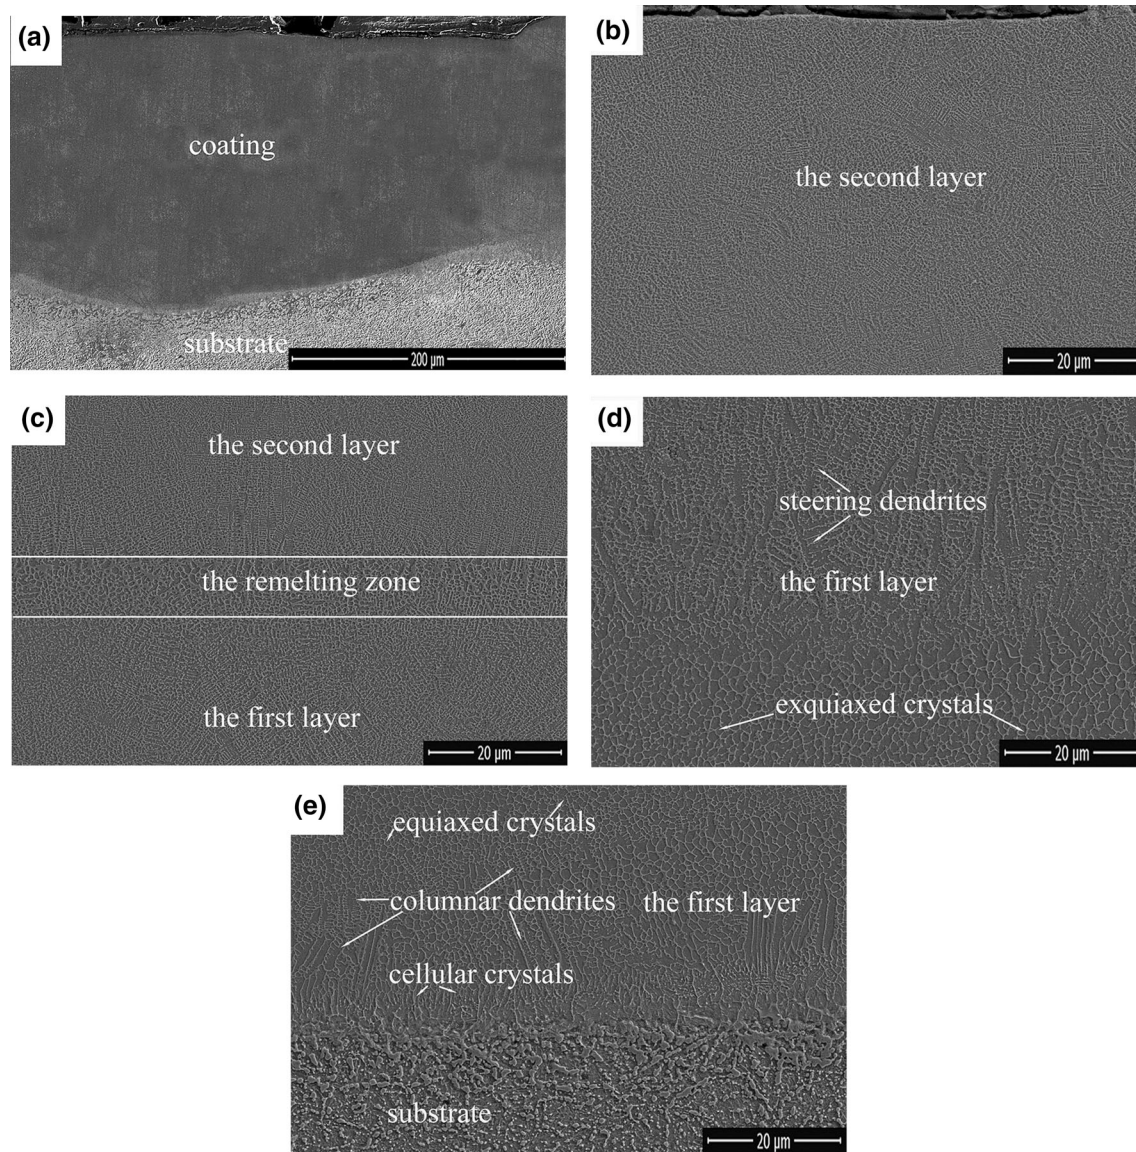 (a)
coating
substrate
200 µm
(b)
the second layer
20 µm
(c)
the second layer
the remelting zone
the first layer
20 µm
(d)
steering dendrites
the first layer
exquiaxed crystals
20 µm
(e)
equiaxed crystals
columnar dendrites
the first layer
cellular crystals
substrate
20 µm